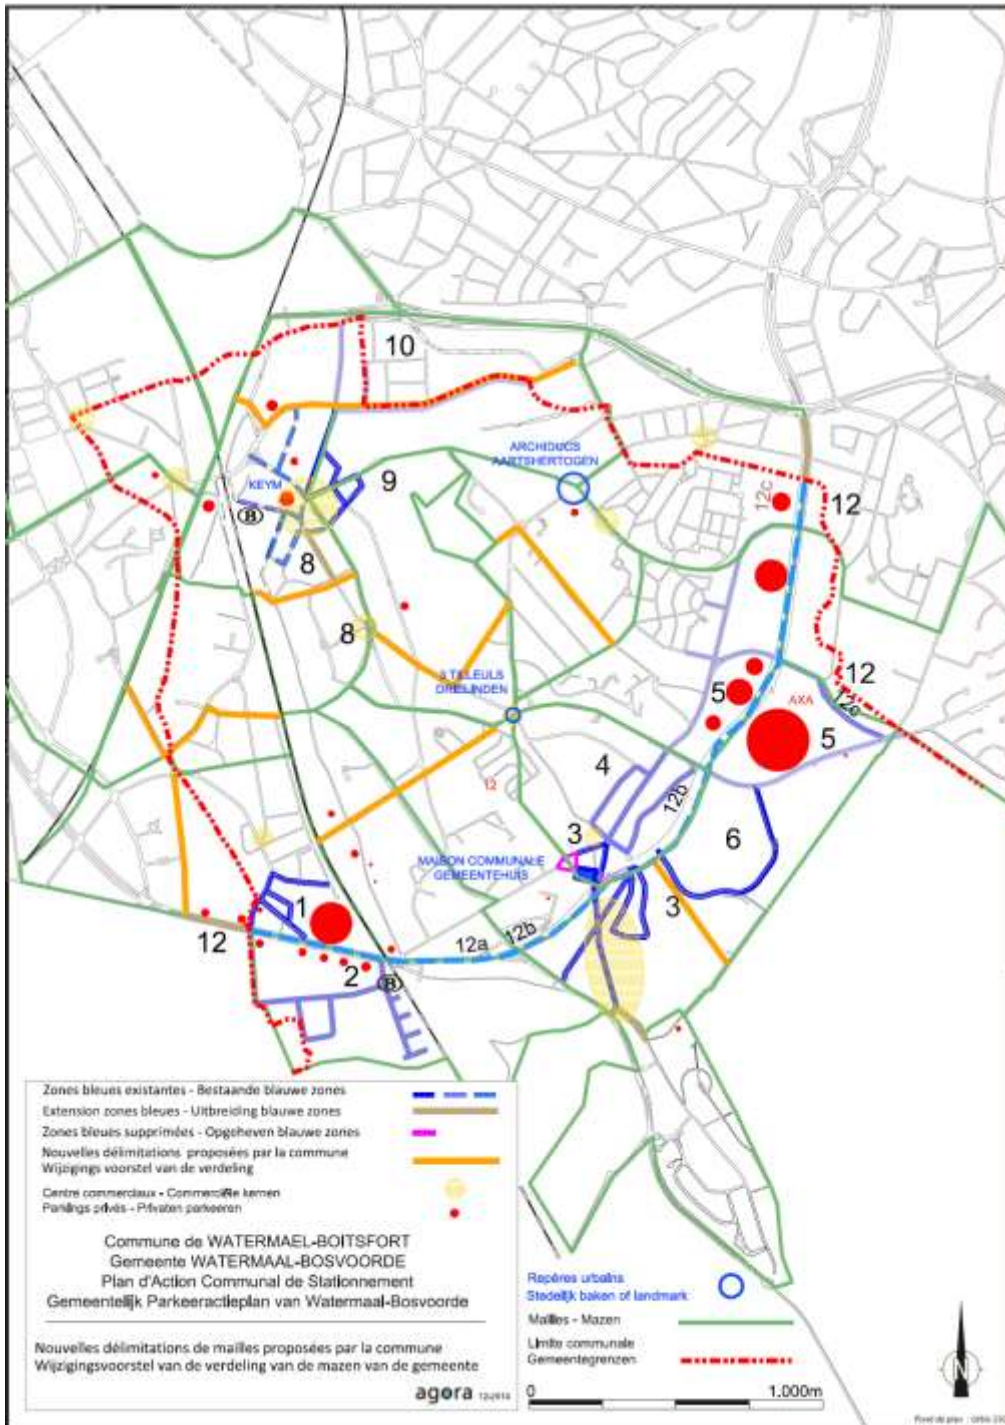 10
ARCHIDUCS
AARTSHERTOGEN
KEYM
9
12c
12
B
8
8
3 TILLEULS
DRIELINDEN
12
5
AXA
12c
5
4
12
12b
3
6
MAISON COMMUNALE
GEMEENTEHUIS
1
3
12
12a
12b
2
B
Zones bleues existantes - Bestaande blauwe zones
Extension zones bleues - Uitbreiding blauwe zones
Zones bleues supprimées - Opgeheven blauwe zones
Nouvelles délimitations proposées par la commune
Wijzigings voorstel van de verdeling
Centre commerciaux - Commerciële kernen
Parkings privés - Privaten parkeeren
Commune de WATERMAEL-BOITSFORT
Gemeente WATERMAAL-BOSVOORDE
Plan d'Action Communal de Stationnement
Gemeentelijk Parkeeractieplan van Watermaal-Bosvoorde
Nouvelles délimitations de mailles proposées par la commune
Wijzigingsvoorstel van de verdeling van de mazen van de gemeente
agora
Repères urbains
Stedelijk baken of landmark
Mailles - Mazen
Limite communale
Gemeentegrenzen
0 1.000m
N